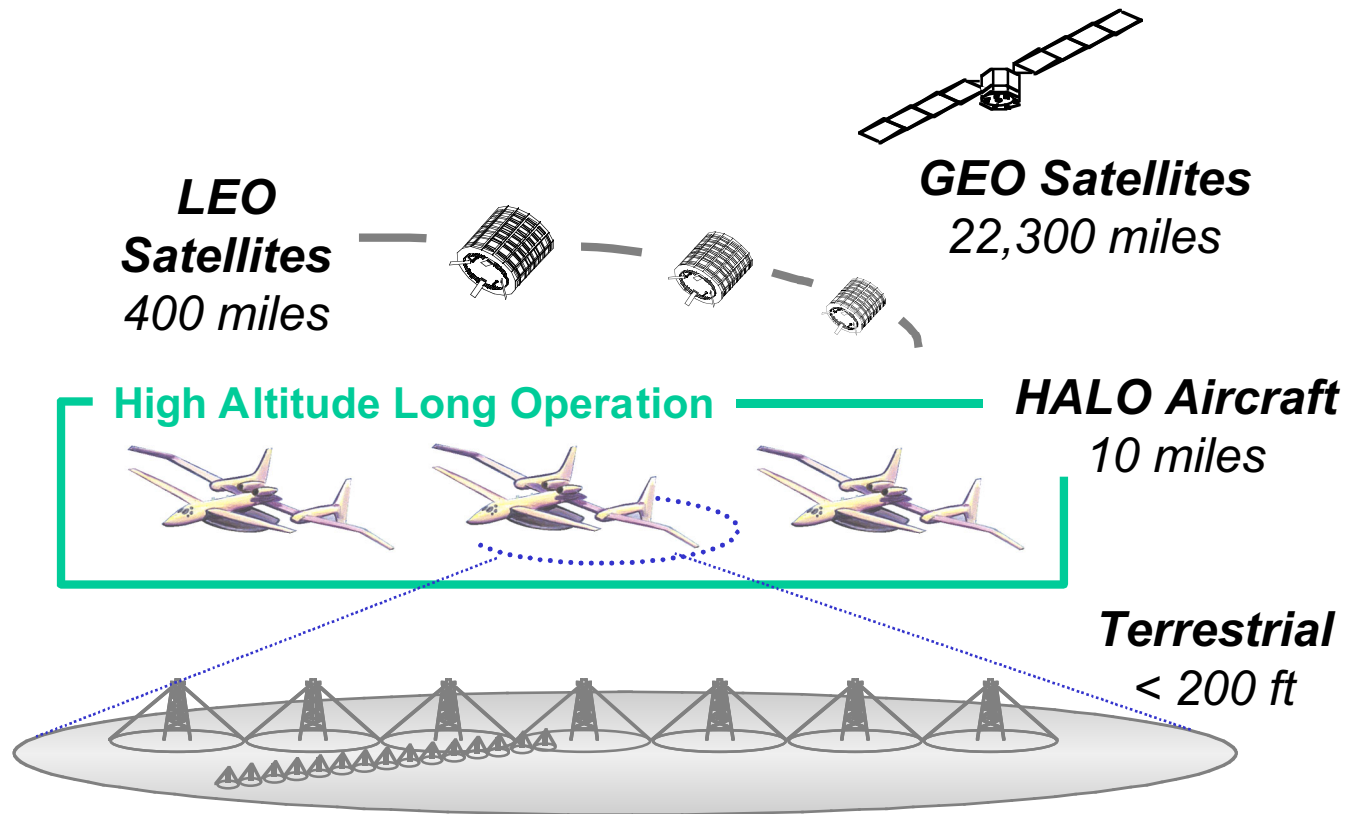 GEO Satellites
22,300 miles
LEO
Satellites
400 miles
High Altitude Long Operation
HALO Aircraft
10 miles
Terrestrial
< 200 ft